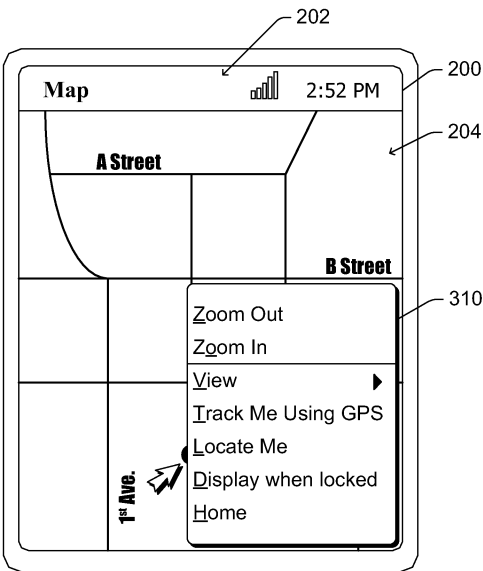 202
Map 2:52 PM
200
204
A Street
B Street
310
Zoom Out
Zoom In
View
Track Me Using GPS
Locate Me
Display when locked
Home
1st Ave.